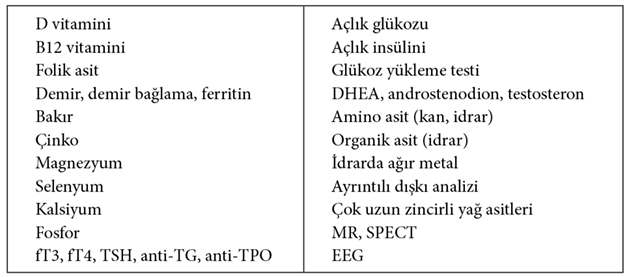 D vitamini
B12 vitamini
Folik asit
Demir, demir bağlama, ferritin
Bakır
Çinko
Magnezyum
Selenyum
Kalsiyum
Fosfor
fT3, fT4, TSH, anti-TG, anti-TPO
Açlık glükozu
Açlık insülini
Glükoz yükleme testi
DHEA, androstenodion, testosteron
Amino asit (kan, idrar)
Organik asit (idrar)
İdrarda ağır metal
Ayrıntılı dışkı analizi
Çok uzun zincirli yağ asitleri
MR, SPECT
EEG